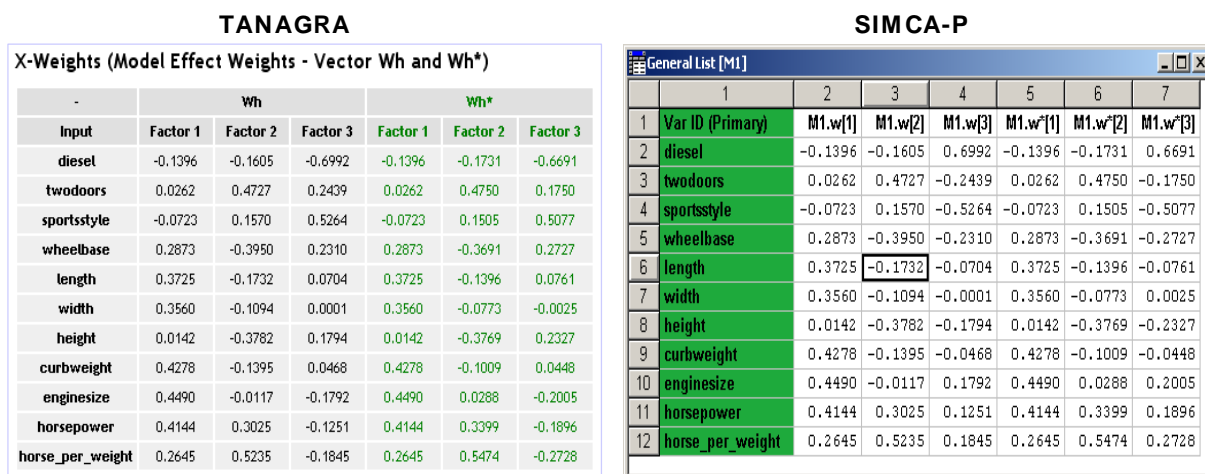 TANAGRA
X-Weights (Model Effect Weights - Vector Wh and Wh*)
- Wh Wh*
Input Factor 1 Factor 2 Factor 3 Factor 1 Factor 2 Factor 3
diesel -0.1396 -0.1605 -0.6992 -0.1396 -0.1731 -0.6691
twodoors 0.0262 0.4727 0.2439 0.0262 0.4750 0.1750
sportsstyle -0.0723 0.1570 0.5264 -0.0723 0.1505 0.5077
wheelbase 0.2873 -0.3950 0.2310 0.2873 -0.3691 0.2727
length 0.3725 -0.1732 0.0704 0.3725 -0.1396 0.0761
width 0.3560 -0.1094 0.0001 0.3560 -0.0773 -0.0025
height 0.0142 -0.3782 0.1794 0.0142 -0.3769 0.2327
curbweight 0.4278 -0.1395 0.0468 0.4278 -0.1009 0.0448
enginesize 0.4490 -0.0117 -0.1792 0.4490 0.0288 -0.2005
horsepower 0.4144 0.3025 -0.1251 0.4144 0.3399 -0.1896
horse_per_weight 0.2645 0.5235 -0.1845 0.2645 0.5474 -0.2728
SIMCA-P
General List [M1]
1 2 3 4 5 6 7
1 Var ID (Primary) M1.w[1] M1.w[2] M1.w[3] M1.w*[1] M1.w*[2] M1.w*[3]
2 diesel -0.1396 -0.1605 0.6992 -0.1396 -0.1731 0.6691
3 twodoors 0.0262 0.4727 -0.2439 0.0262 0.4750 -0.1750
4 sportsstyle -0.0723 0.1570 -0.5264 -0.0723 0.1505 -0.5077
5 wheelbase 0.2873 -0.3950 -0.2310 0.2873 -0.3691 -0.2727
6 length 0.3725 -0.1732 -0.0704 0.3725 -0.1396 -0.0761
7 width 0.3560 -0.1094 -0.0001 0.3560 -0.0773 0.0025
8 height 0.0142 -0.3782 -0.1794 0.0142 -0.3769 -0.2327
9 curbweight 0.4278 -0.1395 -0.0468 0.4278 -0.1009 -0.0448
10 enginesize 0.4490 -0.0117 0.1792 0.4490 0.0288 0.2005
11 horsepower 0.4144 0.3025 0.1251 0.4144 0.3399 0.1896
12 horse_per_weight 0.2645 0.5235 0.1845 0.2645 0.5474 0.2728